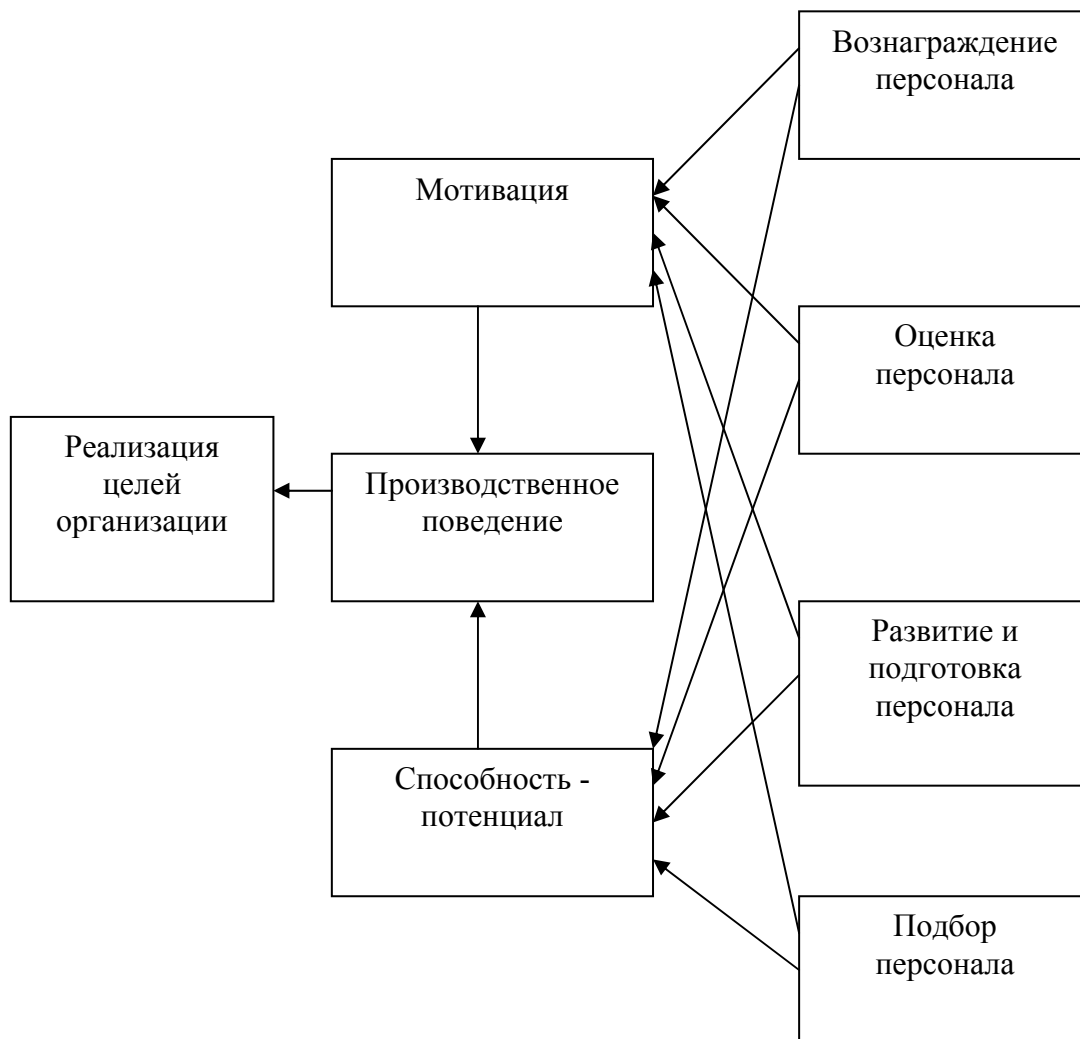 Вознаграждение
персонала
Мотивация
Оценка
персонала
Реализация
целей
организации
Производственное
поведение
Развитие и
подготовка
персонала
Способность -
потенциал
Подбор
персонала